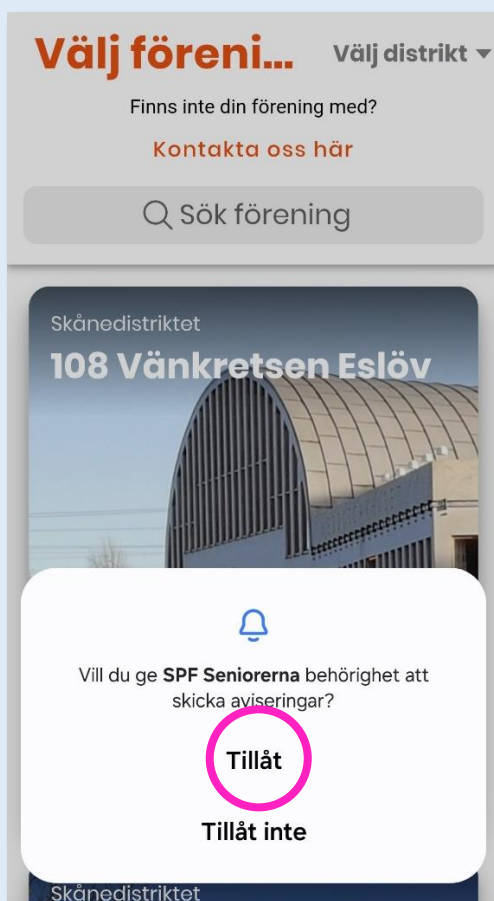 Välj föreni...
Välj distrikt
Finns inte din förening med?
Kontakta oss här
Sök förening
Skånedistriktet
108 Vänkretsen Eslöv
Vill du ge SPF Seniorerna behörighet att
skicka aviseringar?
Tillåt
Tillåt inte
Skånedistriktet